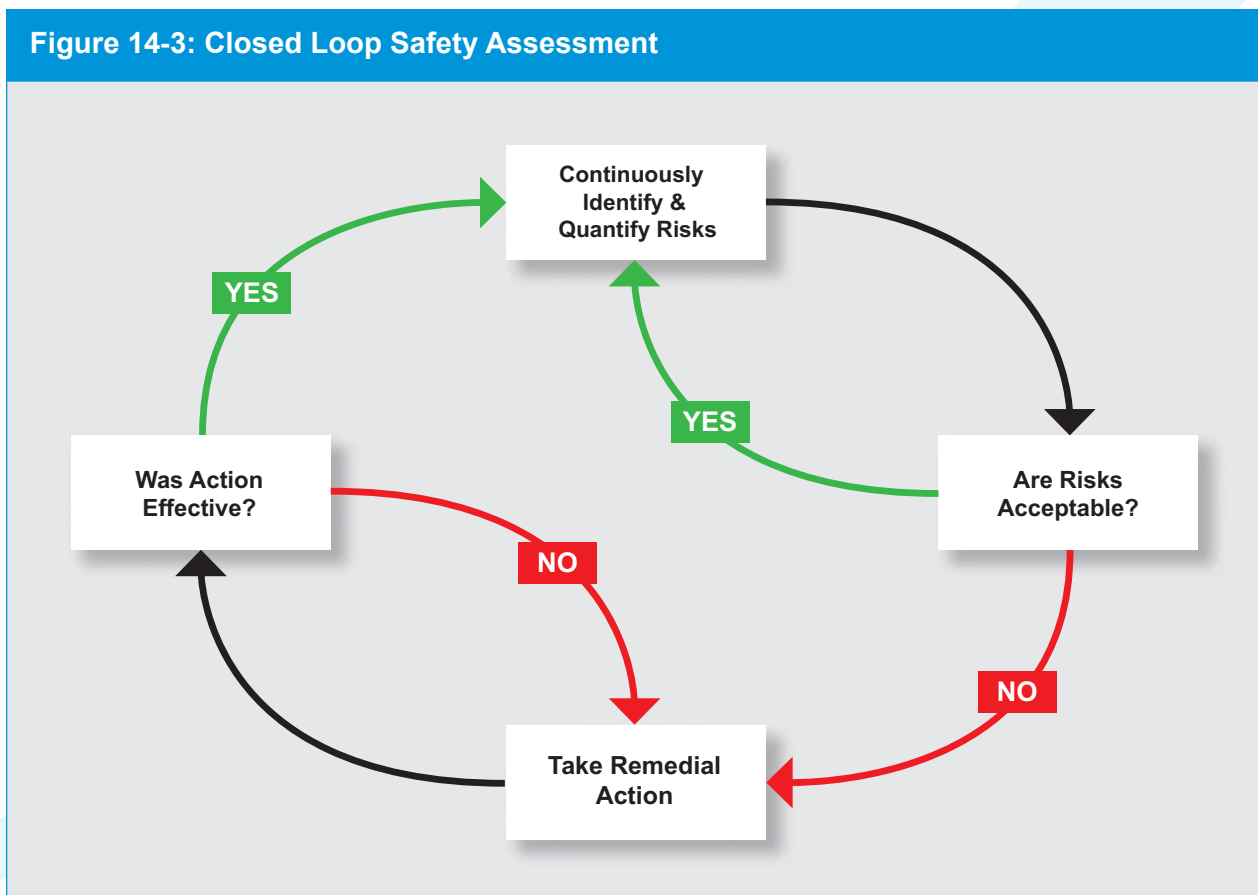 Figure 14-3: Closed Loop Safety Assessment
Continuously
Identify &
Quantify Risks
YES
YES
Was Action
Effective?
Are Risks
Acceptable?
NO
NO
Take Remedial
Action